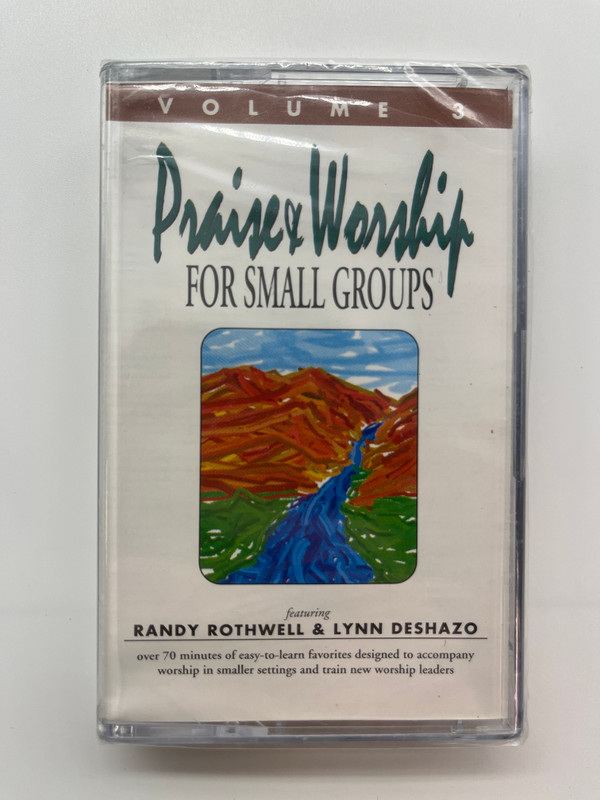 VOLUME 3
Praise & Worship
FOR SMALL GROUPS
featuring
RANDY ROTHWELL & LYNN DESHAZO
over 70 minutes of easy-to-learn favorites designed to accompany
worship in smaller settings and train new worship leaders